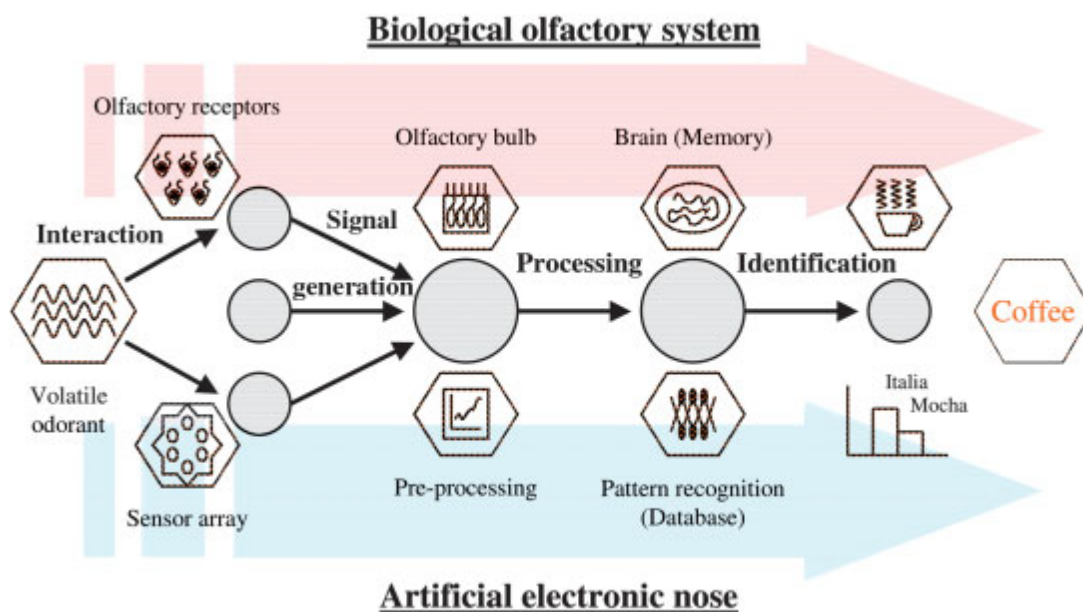 Biological olfactory system
Olfactory receptors
Olfactory bulb
Brain (Memory)
Interaction
Signal
generation
Processing
Identification
Coffee
Volatile
odorant
Italia
Mocha
Sensor array
Pre-processing
Pattern recognition
(Database)
Artificial electronic nose